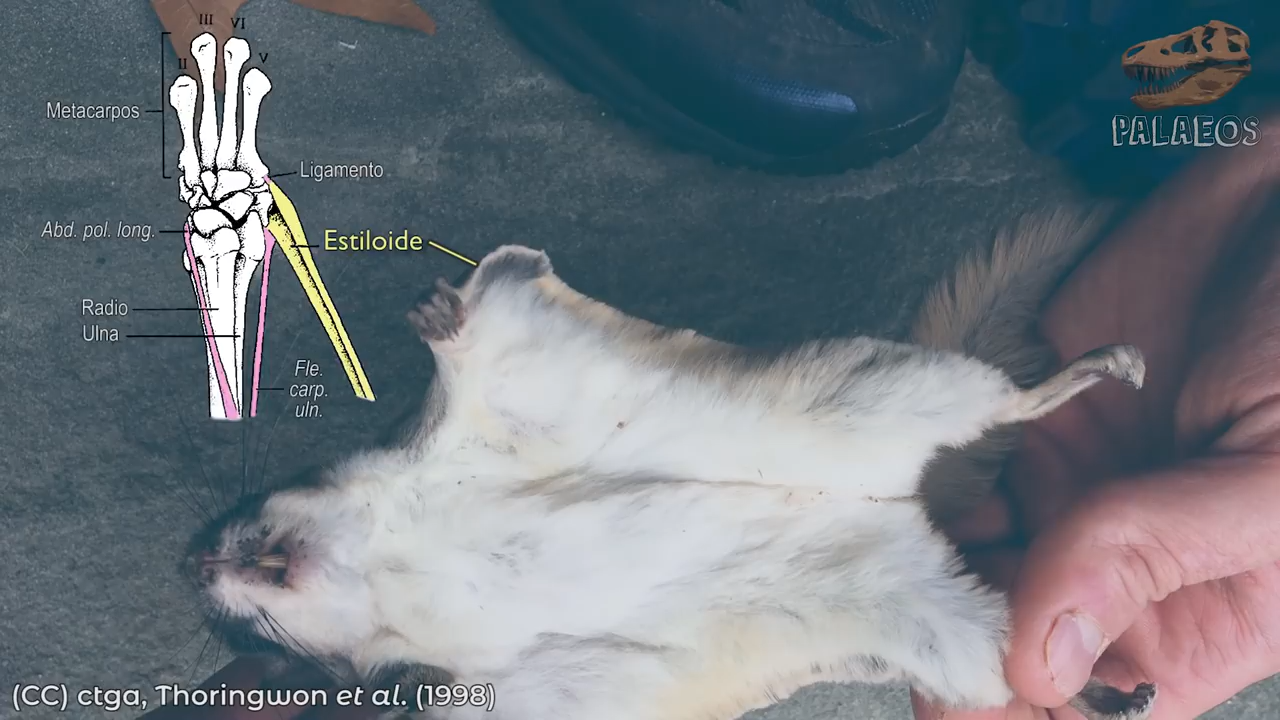 III VI
II V
Metacarpos
Ligamento
Abd. pol. long.
Estiloide
Radio
Ulna
Fle.
carp.
uln.
PALAEOS
(CC) ctga, Thoringwon et al. (1998)